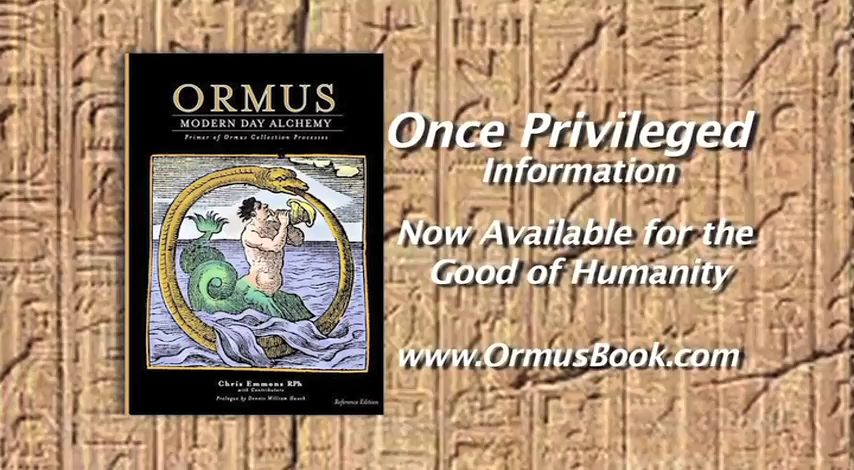 ORMUS
MODERN DAY ALCHEMY
Primer of Ormus Collection Processes
Chris Emmons RPh
with Contributors
Prologue by Dennis William Hauck
Reference Edition
Once Privileged
Information
Now Available for the
Good of Humanity
www.OrmusBook.com